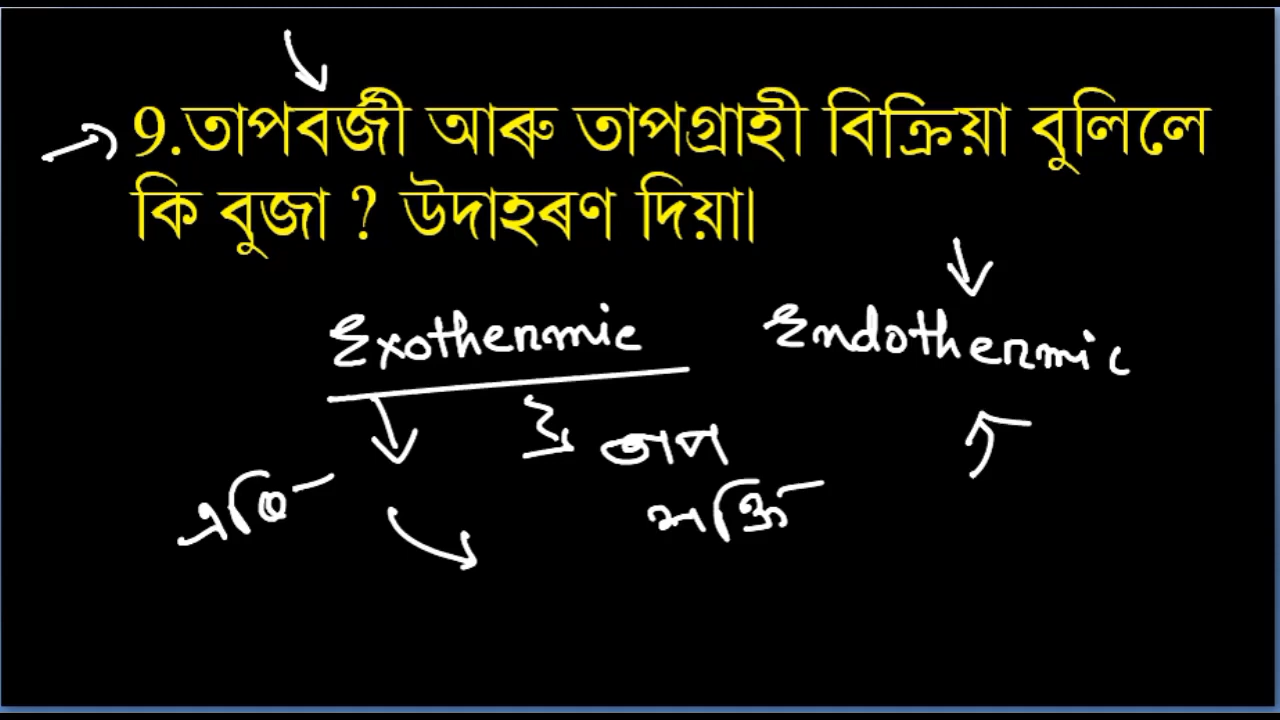 9.তাপবৰ্জী আৰু তাপগ্ৰাহী বিক্ৰিয়া বুলিলে
কি বুজা ? উদাহৰণ দিয়া।
Exothermic Endothermic
তাপ
শক্তি